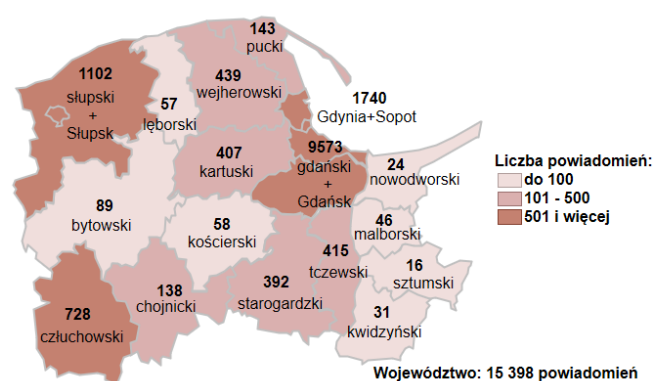 143
pucki
1102
słupski
+
Słupsk
57
lęborski
439
wejherowski
1740
Gdynia+Sopot
407
kartuski
9573
gdański
+
Gdańsk
24
nowodworski
Liczba powiadomień:
do 100
101 - 500
501 i więcej
89
bytowski
58
kościerski
46
malborski
415
tczewski
16
sztumski
728
człuchowski
138
chojnicki
392
starogardzki
31
kwidzyński
Województwo: 15 398 powiadomień